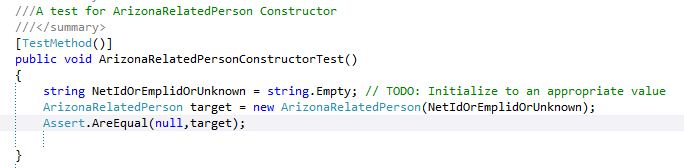 ///A test for ArizonaRelatedPerson Constructor
///</summary>
[TestMethod()]
public void ArizonaRelatedPersonConstructorTest()
{
string NetIdOrEmplidOrUnknown = string.Empty; // TODO: Initialize to an appropriate value
ArizonaRelatedPerson target = new ArizonaRelatedPerson(NetIdOrEmplidOrUnknown);
Assert.AreEqual(null,target);
}